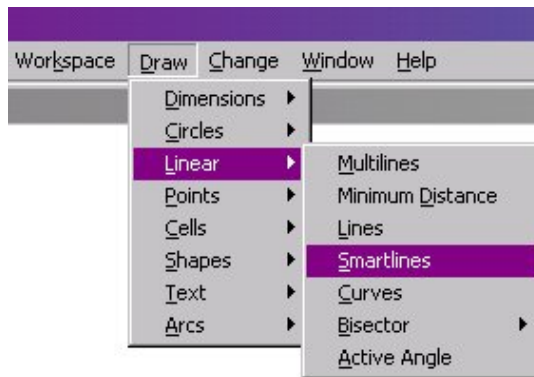 Workspace Draw Change Window Help
Dimensions
Circles
Linear
Points
Cells
Shapes
Text
Arcs
Multilines
Minimum Distance
Lines
Smartlines
Curves
Bisector
Active Angle